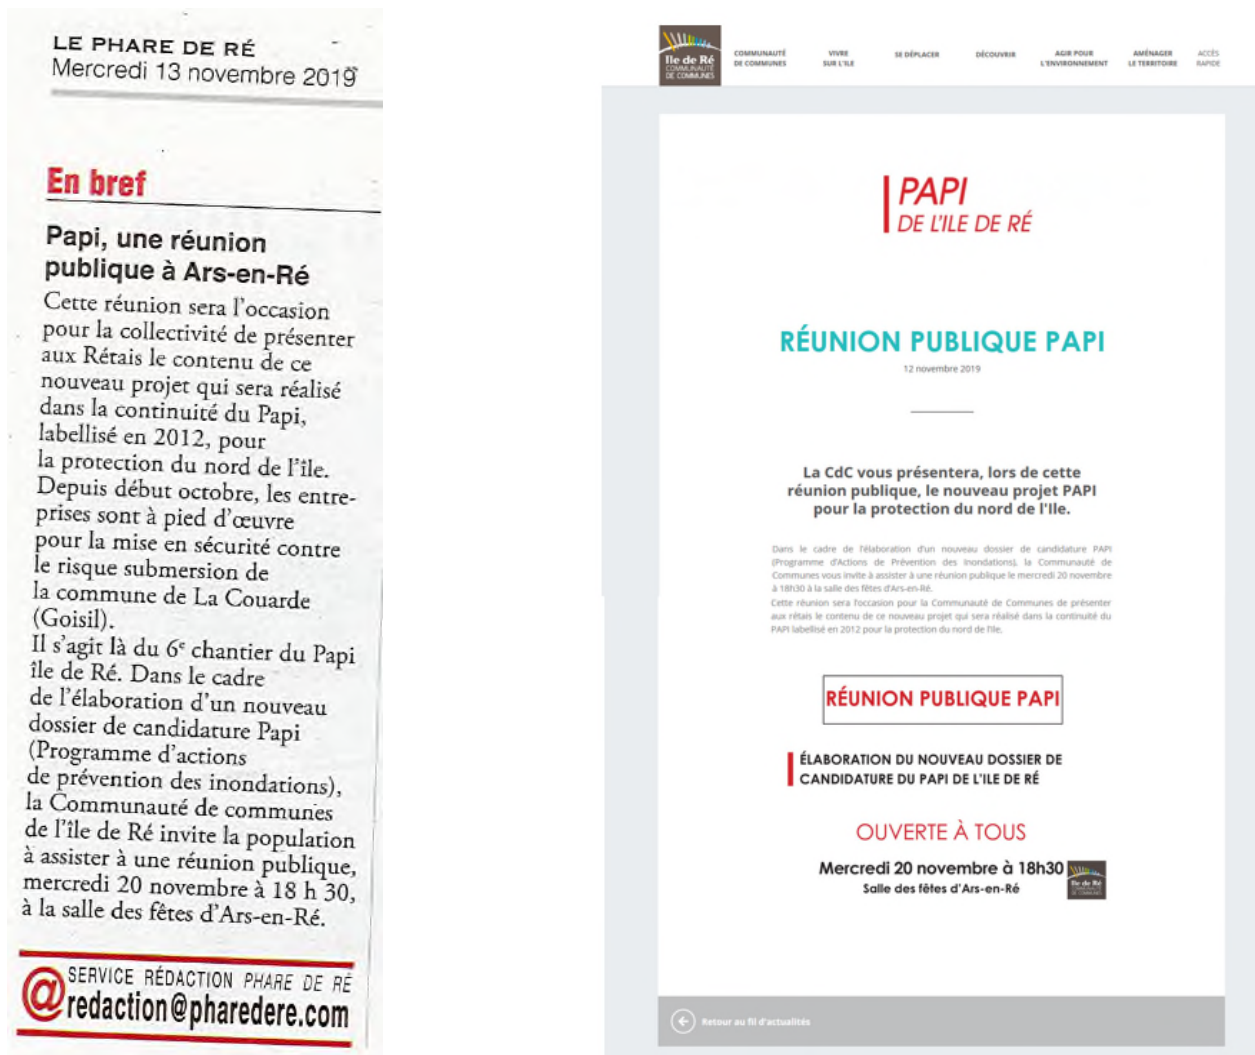 LE PHARE DE RÉ
Mercredi 13 novembre 2019
En bref
Papi, une réunion
publique à Ars-en-Ré
Cette réunion sera l'occasion
pour la collectivité de présenter
aux Rétais le contenu de ce
nouveau projet qui sera réalisé
dans la continuité du Papi,
labellisé en 2012, pour
la protection du nord de l'île.
Depuis début octobre, les entre-
prises sont à pied d'œuvre
pour la mise en sécurité contre
le risque submersion de
la commune de La Couarde
(Goisil).
Il s'agit là du 6e chantier du Papi
île de Ré. Dans le cadre
de l'élaboration d'un nouveau
dossier de candidature Papi
(Programme d'actions
de prévention des inondations),
la Communauté de communes
de l'île de Ré invite la population
à assister à une réunion publique,
mercredi 20 novembre à 18 h 30,
à la salle des fêtes d'Ars-en-Ré.
@ SERVICE RÉDACTION PHARE DE RÉ
redaction@pharedere.com
Ile de Ré
COMMUNAUTÉ
DE COMMUNES
COMMUNAUTÉ
DE COMMUNES
VIVRE
SUR L'ILE
SE DÉPLACER
DÉCOUVRIR
AGIR POUR
L'ENVIRONNEMENT
AMÉNAGER
LE TERRITOIRE
ACCÈS
RAPIDE
PAPI
DE L'ILE DE RÉ
RÉUNION PUBLIQUE PAPI
12 novembre 2019
La CdC vous présentera, lors de cette
réunion publique, le nouveau projet PAPI
pour la protection du nord de l'Ile.
Dans le cadre de l'élaboration d'un nouveau dossier de candidature PAPI
(Programme d'Actions de Prévention des Inondations), la Communauté de
Communes vous invite à assister à une réunion publique le mercredi 20 novembre
à 18h30 à la salle des fêtes d'Ars-en-Ré.
Cette réunion sera l'occasion pour la Communauté de Communes de présenter
aux rétais le contenu de ce nouveau projet qui sera réalisé dans la continuité du
PAPI labellisé en 2012 pour la protection du nord de l'île.
RÉUNION PUBLIQUE PAPI
ÉLABORATION DU NOUVEAU DOSSIER DE
CANDIDATURE DU PAPI DE L'ILE DE RÉ
OUVERTE À TOUS
Mercredi 20 novembre à 18h30
Salle des fêtes d'Ars-en-Ré
Ile de Ré
COMMUNAUTÉ
DE COMMUNES
Retour au fil d'actualités